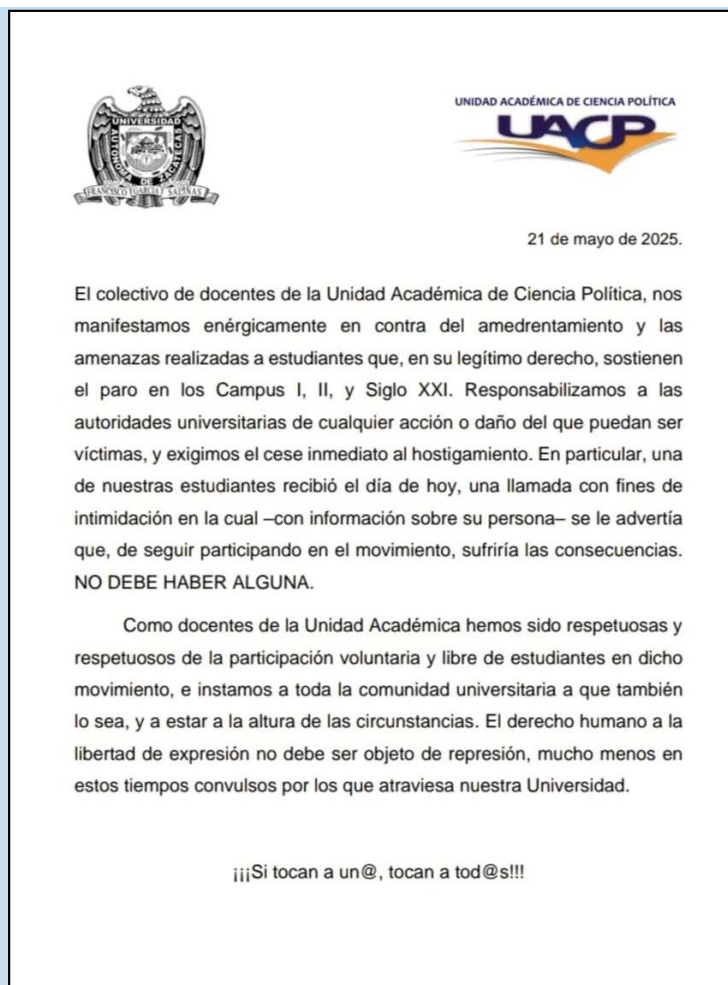 UNIVERSIDAD
AUTONOMA DE ZACATECAS
FRANCISCO GARCIA SALINAS
UNIDAD ACADÉMICA DE CIENCIA POLÍTICA
UACP
21 de mayo de 2025.
El colectivo de docentes de la Unidad Académica de Ciencia Política, nos
manifestamos enérgicamente en contra del amedrentamiento y las
amenazas realizadas a estudiantes que, en su legítimo derecho, sostienen
el paro en los Campus I, II, y Siglo XXI. Responsabilizamos a las
autoridades universitarias de cualquier acción o daño del que puedan ser
víctimas, y exigimos el cese inmediato al hostigamiento. En particular, una
de nuestras estudiantes recibió el día de hoy, una llamada con fines de
intimidación en la cual –con información sobre su persona– se le advertía
que, de seguir participando en el movimiento, sufriría las consecuencias.
NO DEBE HABER ALGUNA.
Como docentes de la Unidad Académica hemos sido respetuosas y
respetuosos de la participación voluntaria y libre de estudiantes en dicho
movimiento, e instamos a toda la comunidad universitaria a que también
lo sea, y a estar a la altura de las circunstancias. El derecho humano a la
libertad de expresión no debe ser objeto de represión, mucho menos en
estos tiempos convulsos por los que atraviesa nuestra Universidad.
¡¡¡Si tocan a un@, tocan a tod@s!!!